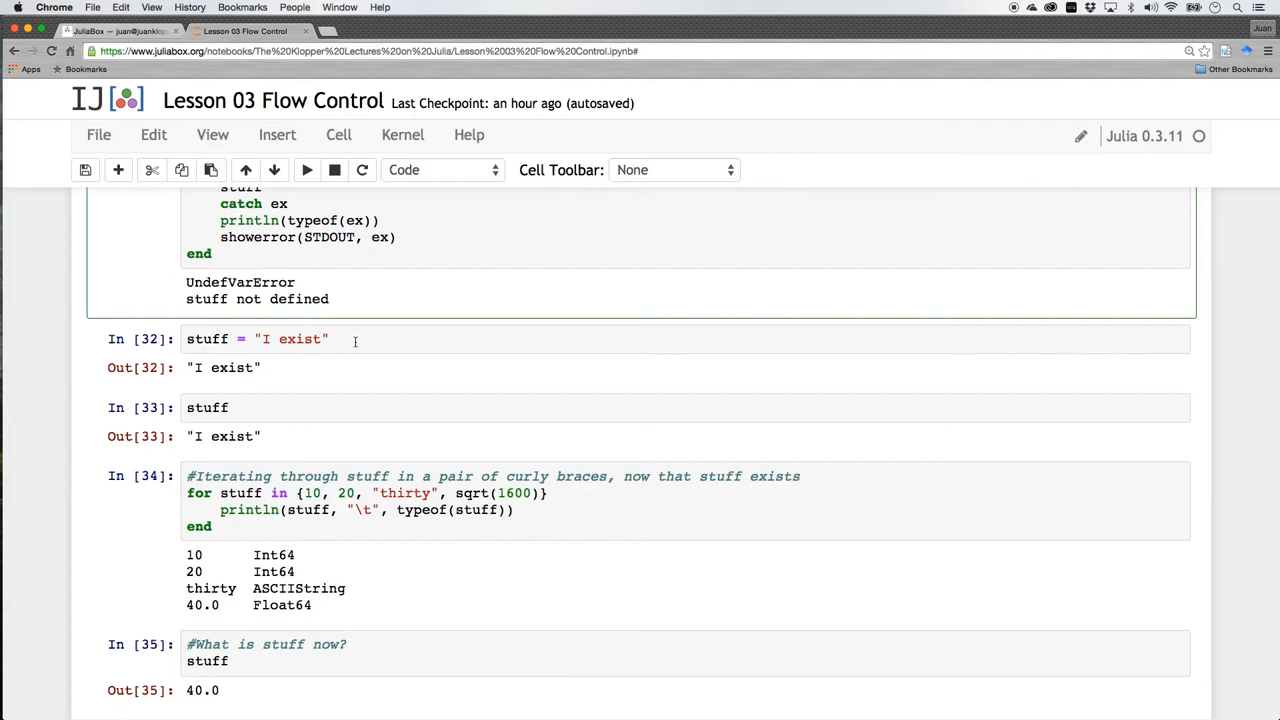 Chrome File Edit View History Bookmarks People Window Help
JuliaBox — juan@juanklop
Lesson 03 Flow Control
Juan
https://www.juliabox.org/notebooks/The%20Klopper%20Lectures%20on%20Julia/Lesson%2003%20Flow%20Control.ipynb#
Apps Bookmarks Other Bookmarks
IJ[ ] Lesson 03 Flow Control Last Checkpoint: an hour ago (autosaved)
File Edit View Insert Cell Kernel Help Julia 0.3.11
Code Cell Toolbar: None
stuff
catch ex
println(typeof(ex))
showerror(STDOUT, ex)
end
UndefVarError
stuff not defined
In [32]: stuff = "I exist"
Out[32]: "I exist"
In [33]: stuff
Out[33]: "I exist"
In [34]: #Iterating through stuff in a pair of curly braces, now that stuff exists
for stuff in {10, 20, "thirty", sqrt(1600)}
println(stuff, "\t", typeof(stuff))
end
10 Int64
20 Int64
thirty ASCIIString
40.0 Float64
In [35]: #What is stuff now?
stuff
Out[35]: 40.0